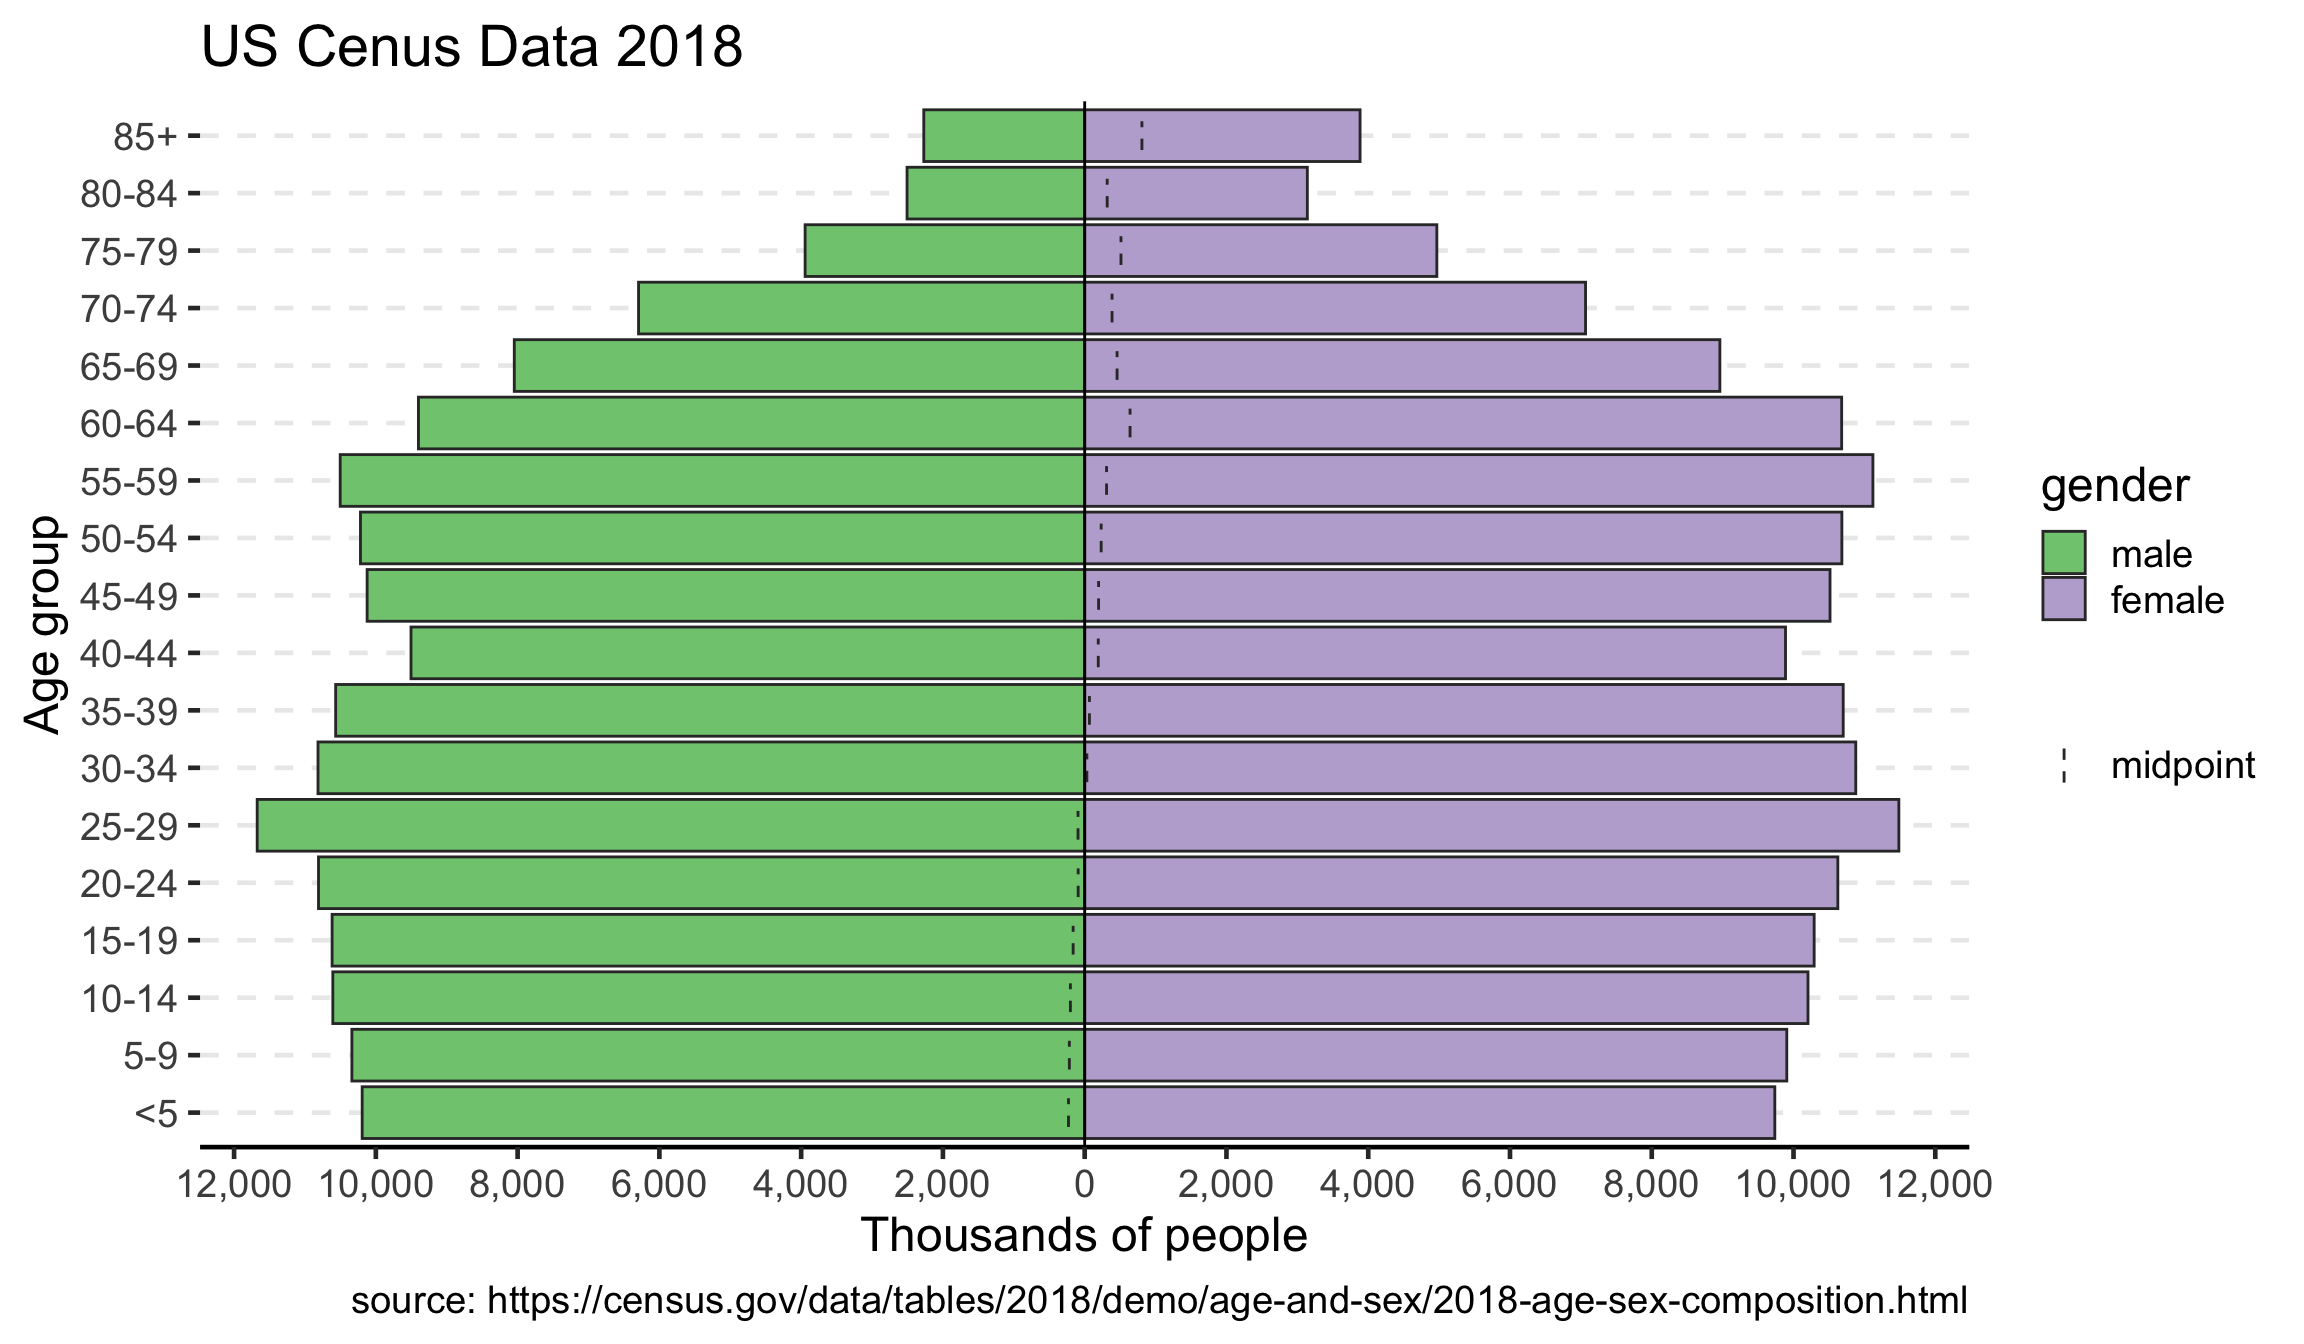 US Cenus Data 2018
85+
80-84
75-79
70-74
65-69
60-64
55-59
50-54
45-49
40-44
35-39
30-34
25-29
20-24
15-19
10-14
5-9
<5
Age group
12,000 10,000 8,000 6,000 4,000 2,000 0 2,000 4,000 6,000 8,000 10,000 12,000
Thousands of people
gender
male
female
midpoint
source: https://census.gov/data/tables/2018/demo/age-and-sex/2018-age-sex-composition.html